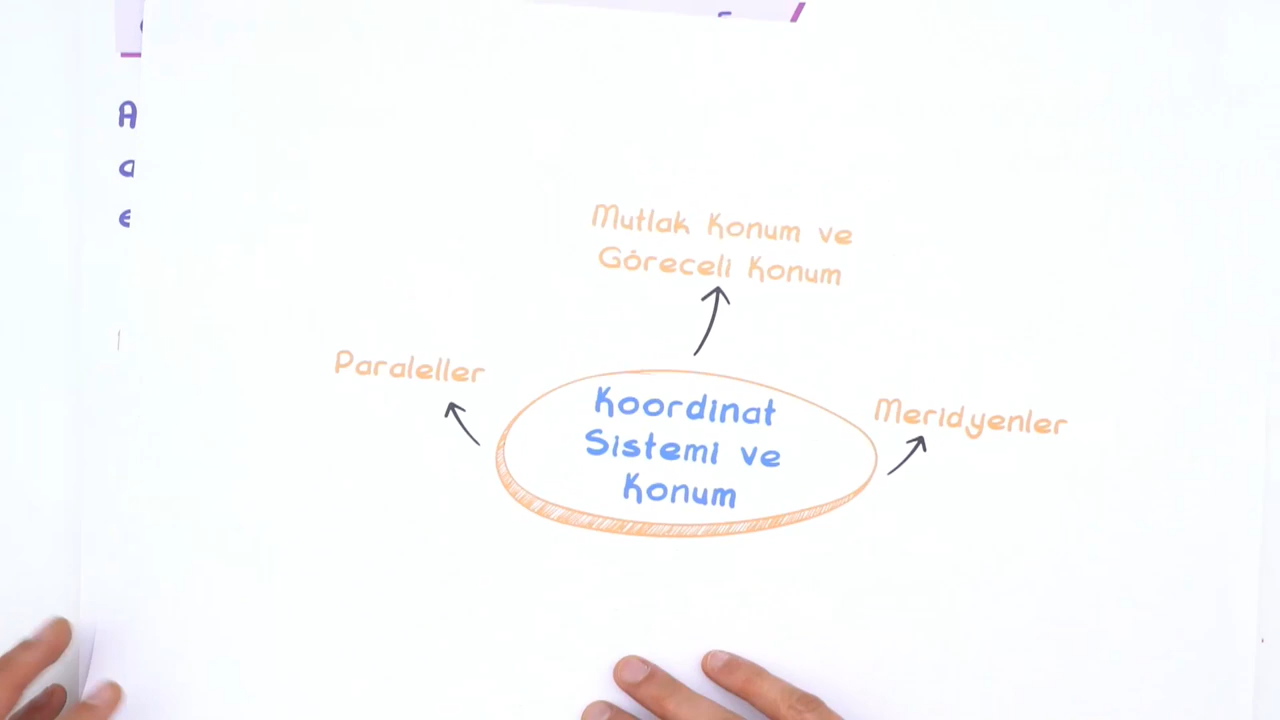 A
a
e
Mutlak Konum ve
Göreceli Konum
Paraleller
Koordinat
Sistemi ve
Konum
Meridyenler